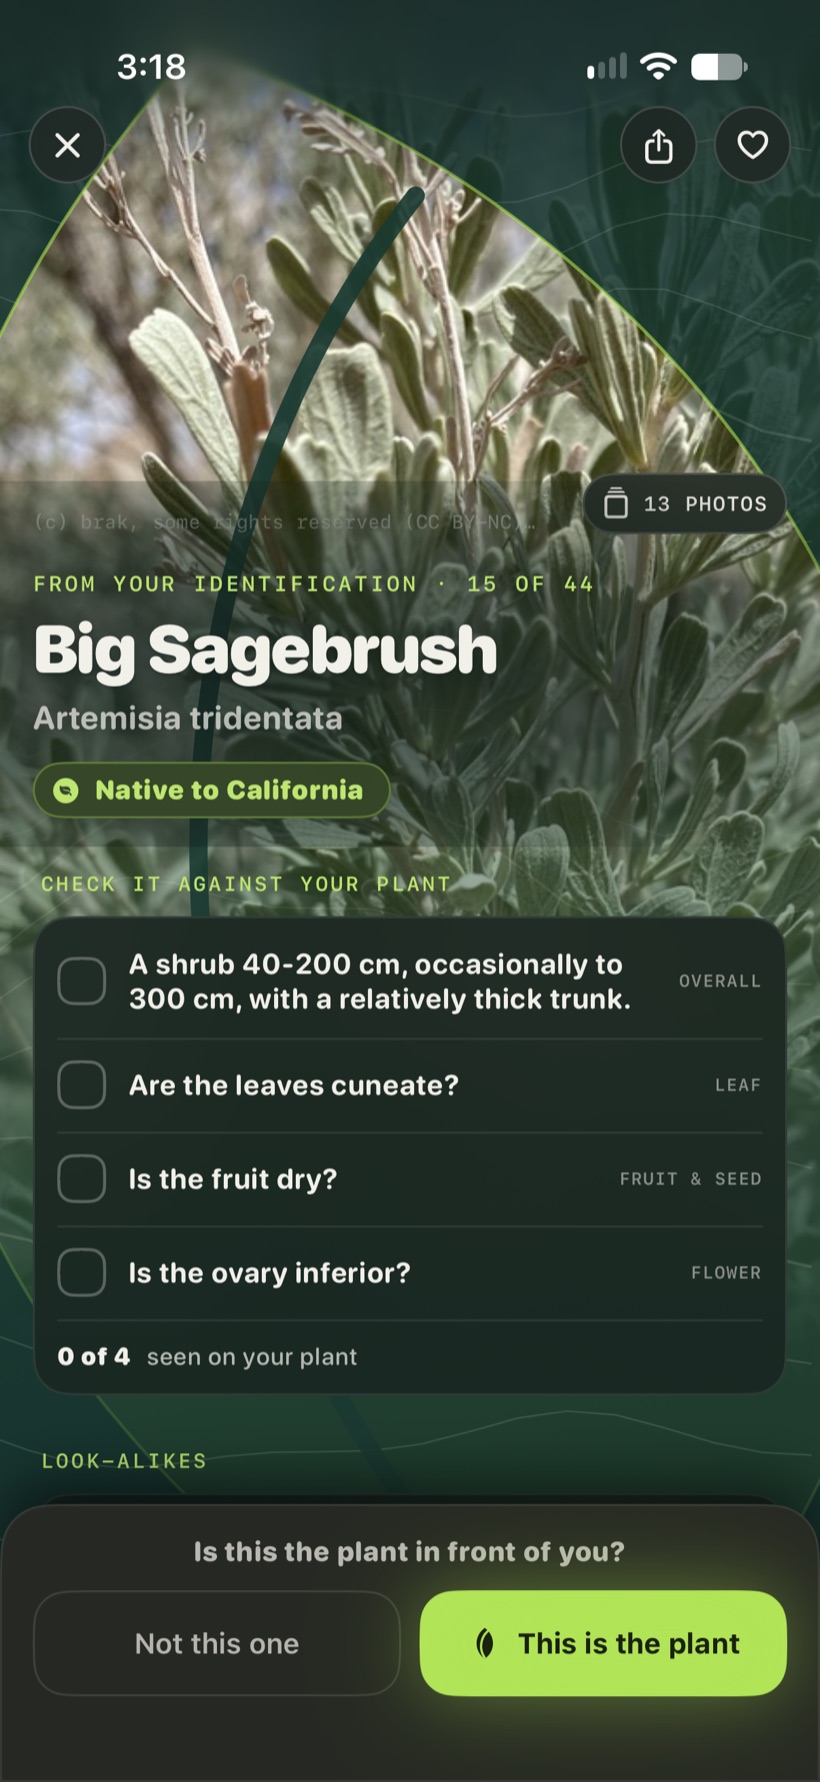 3:18
(c) brak, some rights reserved (CC BY-NC)…
13 PHOTOS
FROM YOUR IDENTIFICATION · 15 OF 44
Big Sagebrush
Artemisia tridentata
Native to California
CHECK IT AGAINST YOUR PLANT
A shrub 40-200 cm, occasionally to
300 cm, with a relatively thick trunk.
OVERALL
Are the leaves cuneate?
LEAF
Is the fruit dry?
FRUIT & SEED
Is the ovary inferior?
FLOWER
0 of 4 seen on your plant
LOOK-ALIKES
Is this the plant in front of you?
Not this one
This is the plant